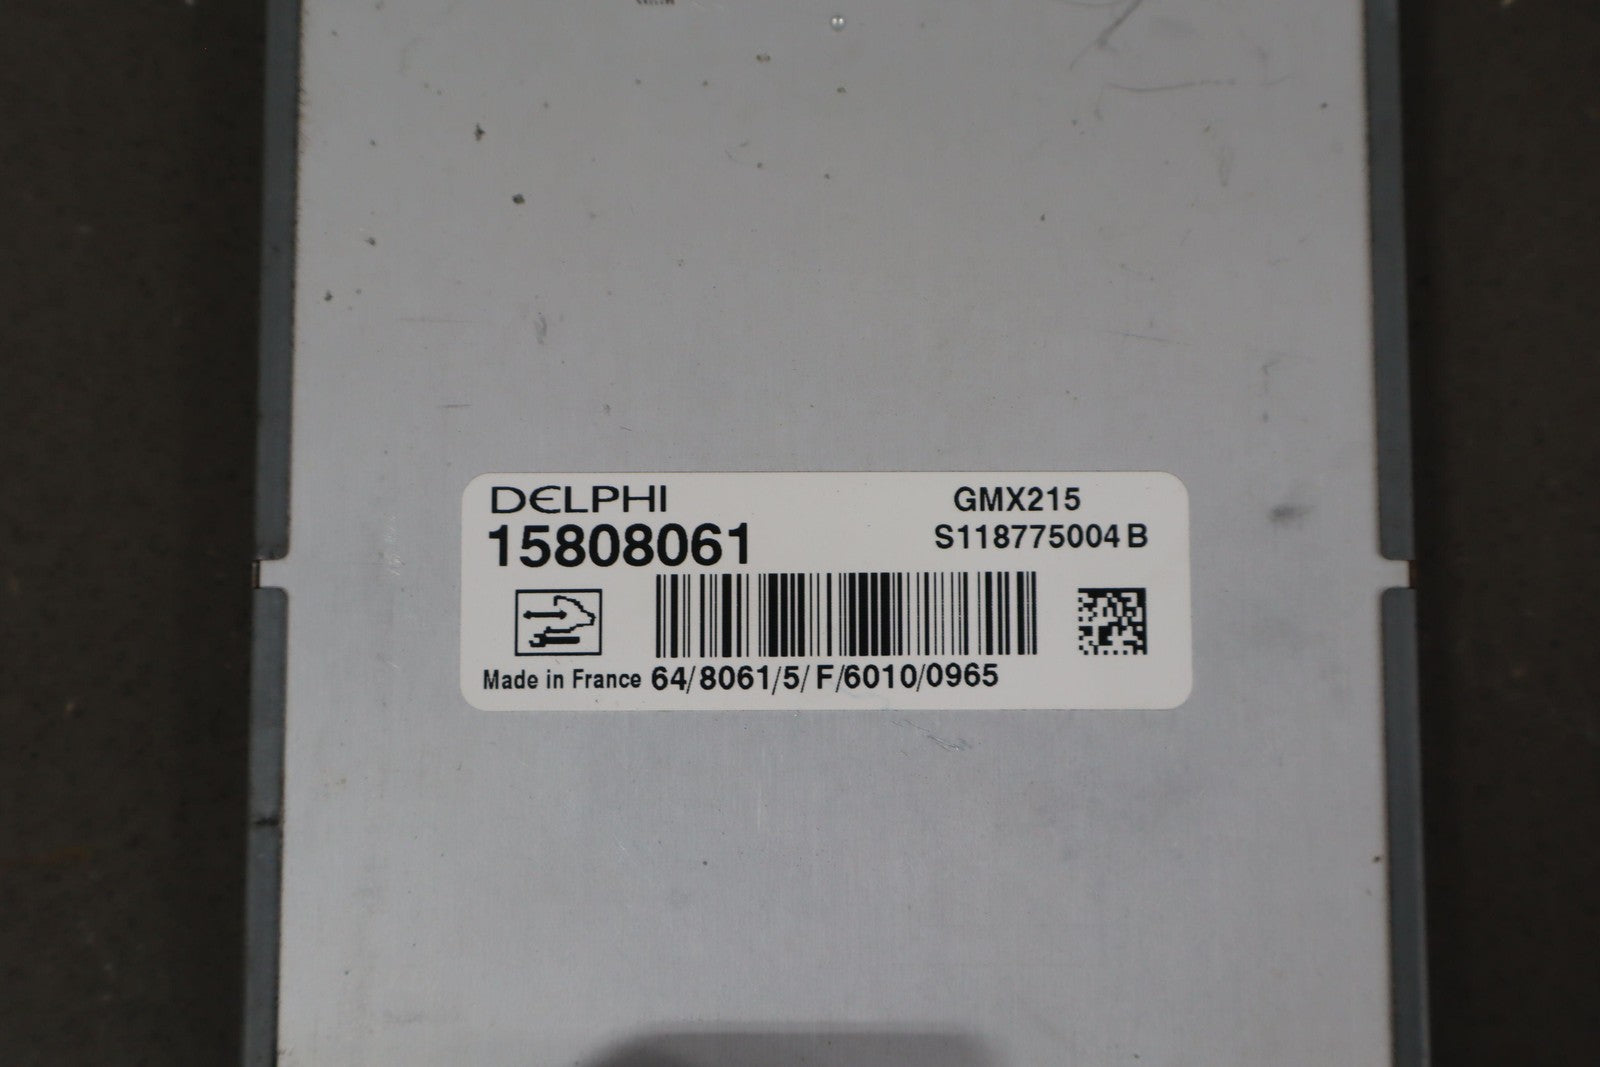 DELPHI
GMX215
15808061
S118775004 B
Made in France 64/8061/5/F/6010/0965